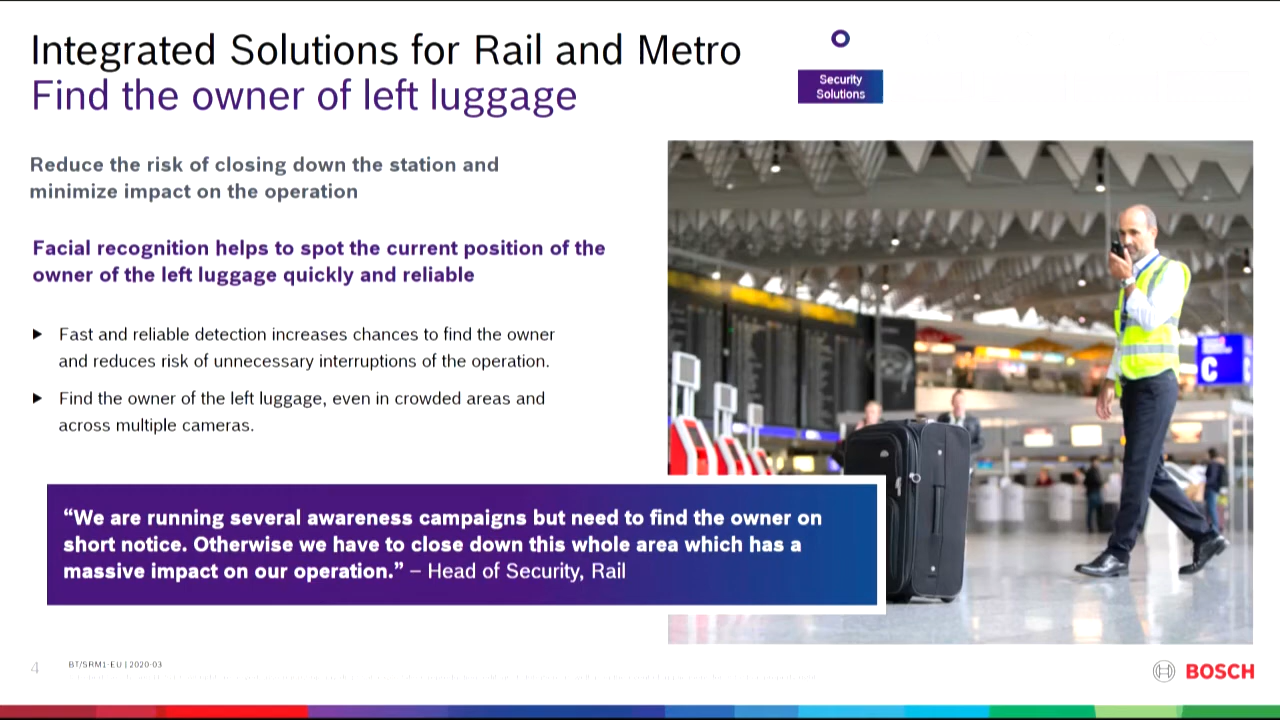 Integrated Solutions for Rail and Metro
Find the owner of left luggage
Security
Solutions
Reduce the risk of closing down the station and
minimize impact on the operation
Facial recognition helps to spot the current position of the
owner of the left luggage quickly and reliable
Fast and reliable detection increases chances to find the owner
and reduces risk of unnecessary interruptions of the operation.
Find the owner of the left luggage, even in crowded areas and
across multiple cameras.
C
“We are running several awareness campaigns but need to find the owner on
short notice. Otherwise we have to close down this whole area which has a
massive impact on our operation.” – Head of Security, Rail
4
BT/SRM1-EU | 2020-03
BOSCH